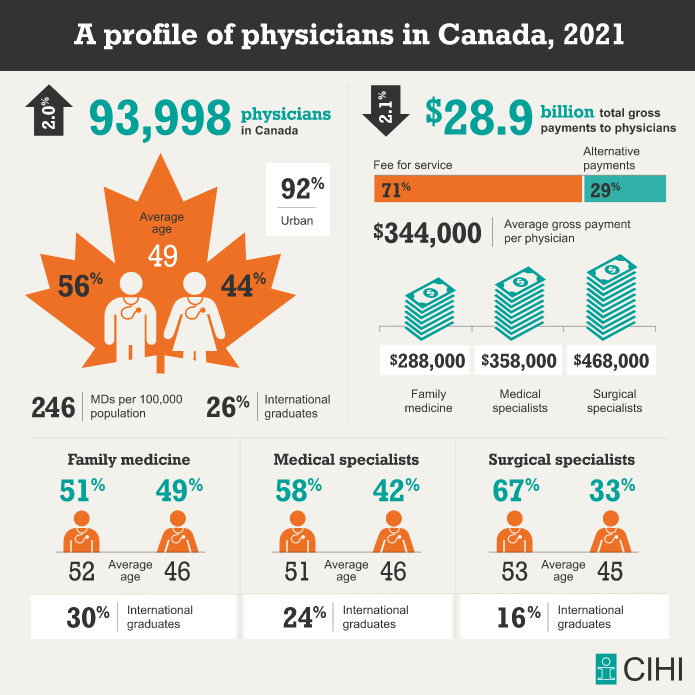 A profile of physicians in Canada, 2021
2.0%
93,998 physicians
in Canada
92%
Urban
Average
age
49
56%
44%
246
MDs per 100,000
population
26%
International
graduates
2.1%
$28.9 billion total gross
payments to physicians
Fee for service
Alternative
payments
71%
29%
$344,000
Average gross payment
per physician
$288,000
$358,000
$468,000
Family
medicine
Medical
specialists
Surgical
specialists
Family medicine
51%
49%
52
Average
age
46
30%
International
graduates
Medical specialists
58%
42%
51
Average
age
46
24%
International
graduates
Surgical specialists
67%
33%
53
Average
age
45
16%
International
graduates
CIHI